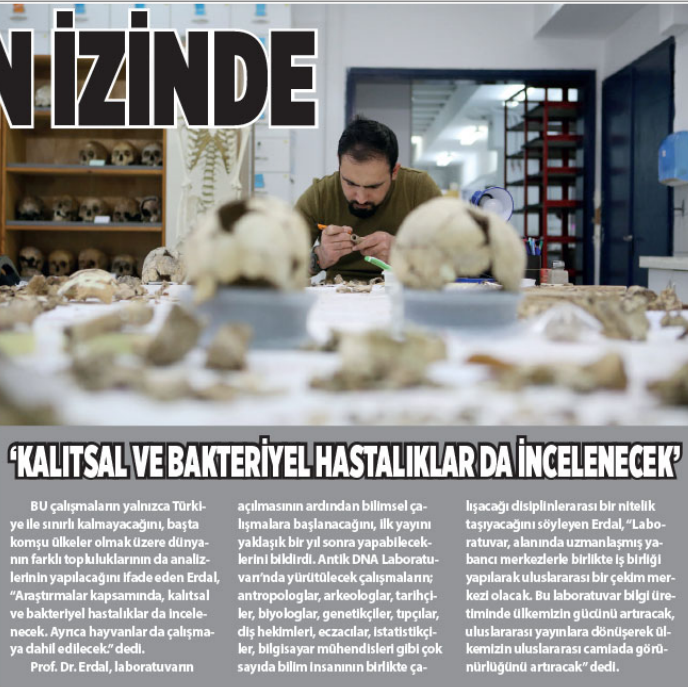 N İZİNDE
‘KALITSAL VE BAKTERİYEL HASTALIKLAR DA İNCELENECEK’
BU çalışmaların yalnızca Türki-
ye ile sınırlı kalmayacağını, başta
komşu ülkeler olmak üzere dünya-
nın farklı topluluklarının da analiz-
lerinin yapılacağını ifade eden Erdal,
“Araştırmalar kapsamında, kalıtsal
ve bakteriyel hastalıklar da incele-
necek. Ayrıca hayvanlar da çalışma-
ya dahil edilecek.” dedi.
Prof. Dr. Erdal, laboratuvarın
açılmasının ardından bilimsel ça-
lışmalara başlanacağını, ilk yayını
yaklaşık bir yıl sonra yapabilecek-
lerini bildirdi. Antik DNA Laboratu-
varı’nda yürütülecek çalışmaların;
antropologlar, arkeologlar, tarihçi-
ler, biyologlar, genetikçiler, tıpçılar,
diş hekimleri, eczacılar, istatistikçi-
ler, bilgisayar mühendisleri gibi çok
sayıda bilim insanının birlikte ça-
lışacağı disiplinlerarası bir nitelik
taşıyacağını söyleyen Erdal, “Labo-
ratuvar, alanında uzmanlaşmış ya-
bancı merkezlerle birlikte iş birliği
yapılarak uluslararası bir çekim mer-
kezi olacak. Bu laboratuvar bilgi üre-
timinde ülkemizin gücünü artıracak,
uluslararası yayınlara dönüşerek ül-
kemizin uluslararası camiada görü-
nürlüğünü artıracak” dedi.